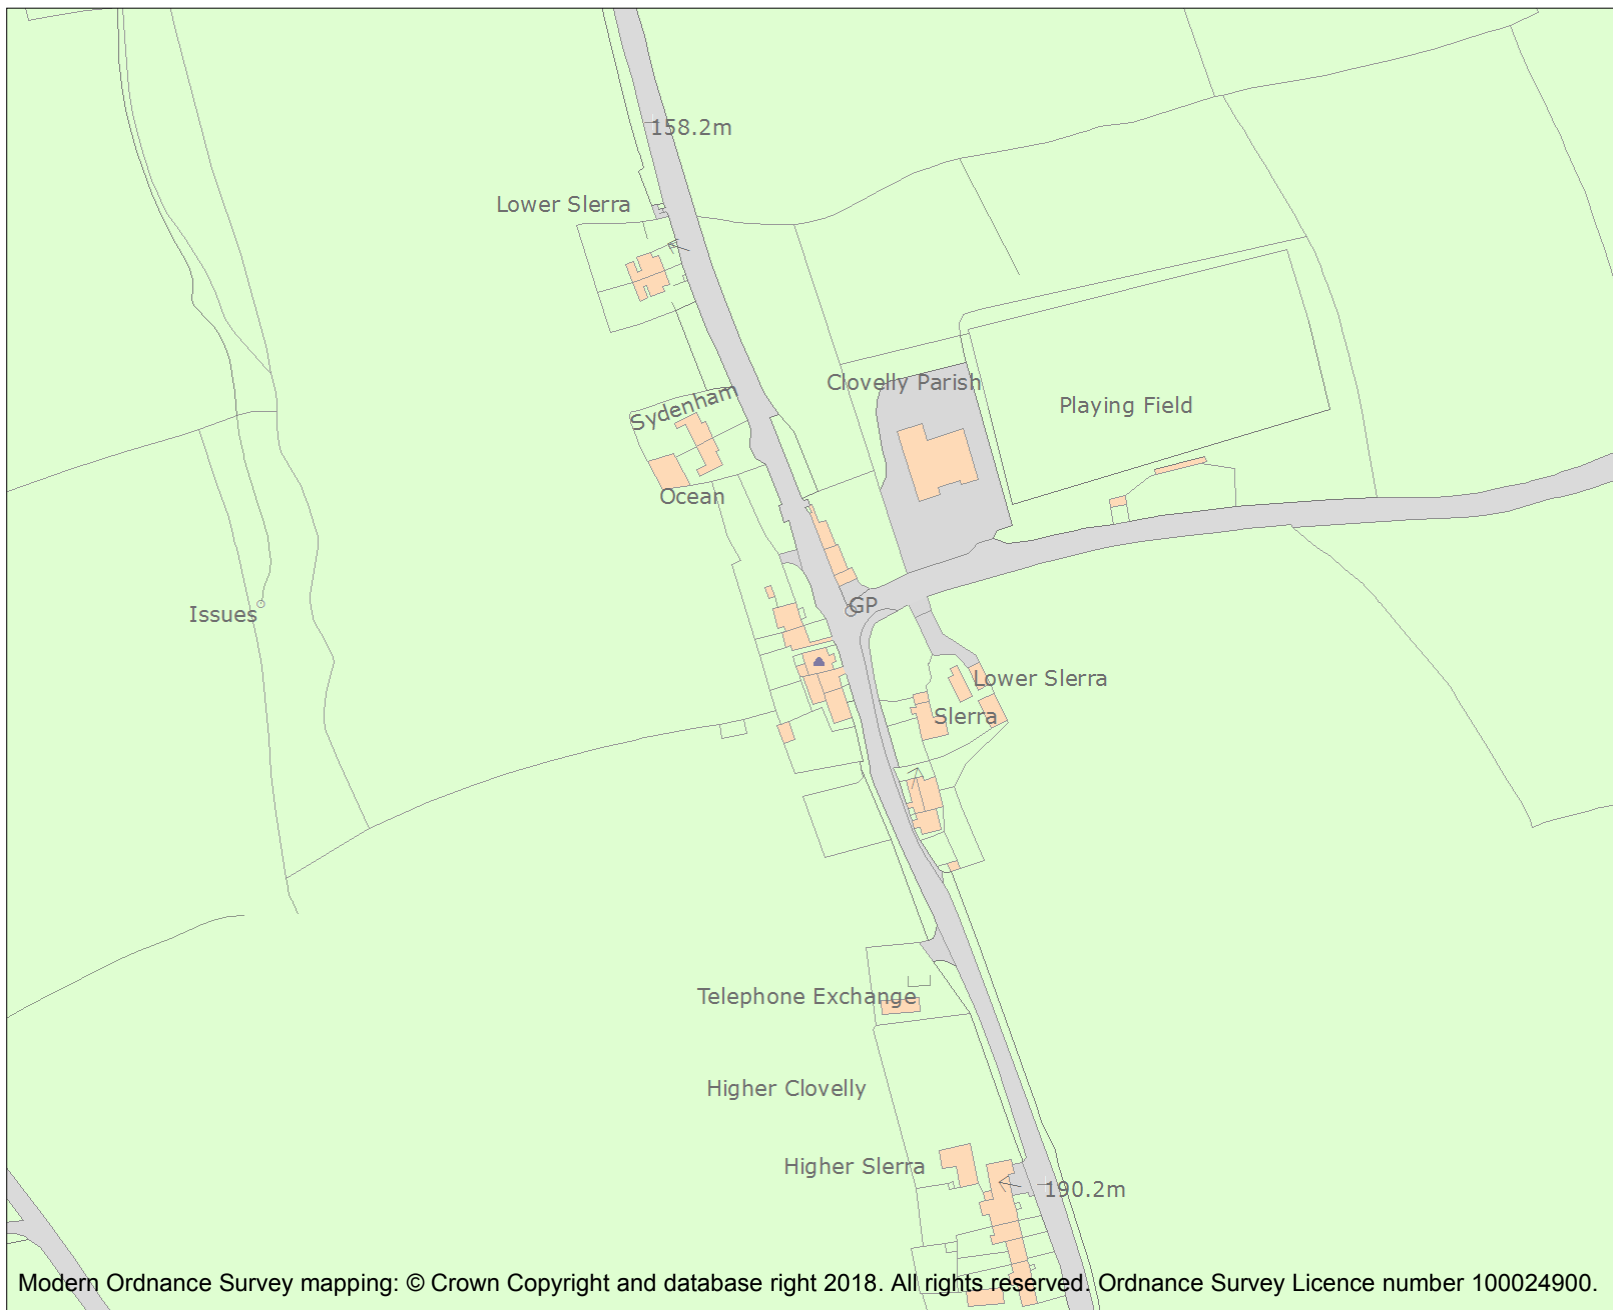 158.2m
Lower Slerra
Clovelly Parish
Sydenham
Playing Field
Ocean
GP
Issues
Lower Slerra
Slerra
Telephone Exchange
Higher Clovelly
Higher Slerra
190.2m
Modern Ordnance Survey mapping: © Crown Copyright and database right 2018. All rights reserved. Ordnance Survey Licence number 100024900.